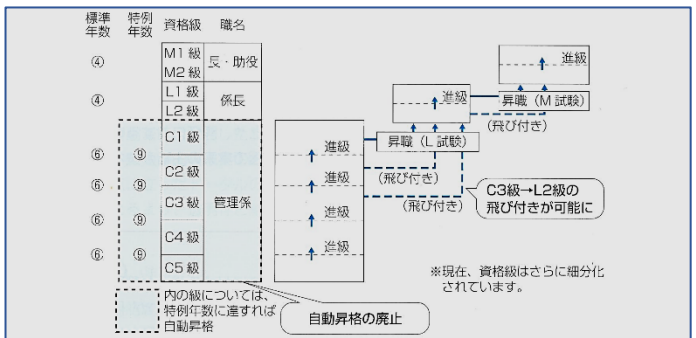 標準年数 特例年数 資格級 職名
④ M1級 長・助役
M2級
④ L1級 係長
L2級
C1級
⑥ ⑨
C2級
⑥ ⑨
C3級 管理係
⑥ ⑨
C4級
⑥ ⑨
C5級
進級
進級
進級
進級
進級
進級
昇職(L試験)
昇職(M試験)
(飛び付き)
(飛び付き)
(飛び付き)
C3級→L2級の
飛び付きが可能に
※現在、資格級はさらに細分化
されています。
内の級については、
特例年数に達すれば
自動昇格
自動昇格の廃止